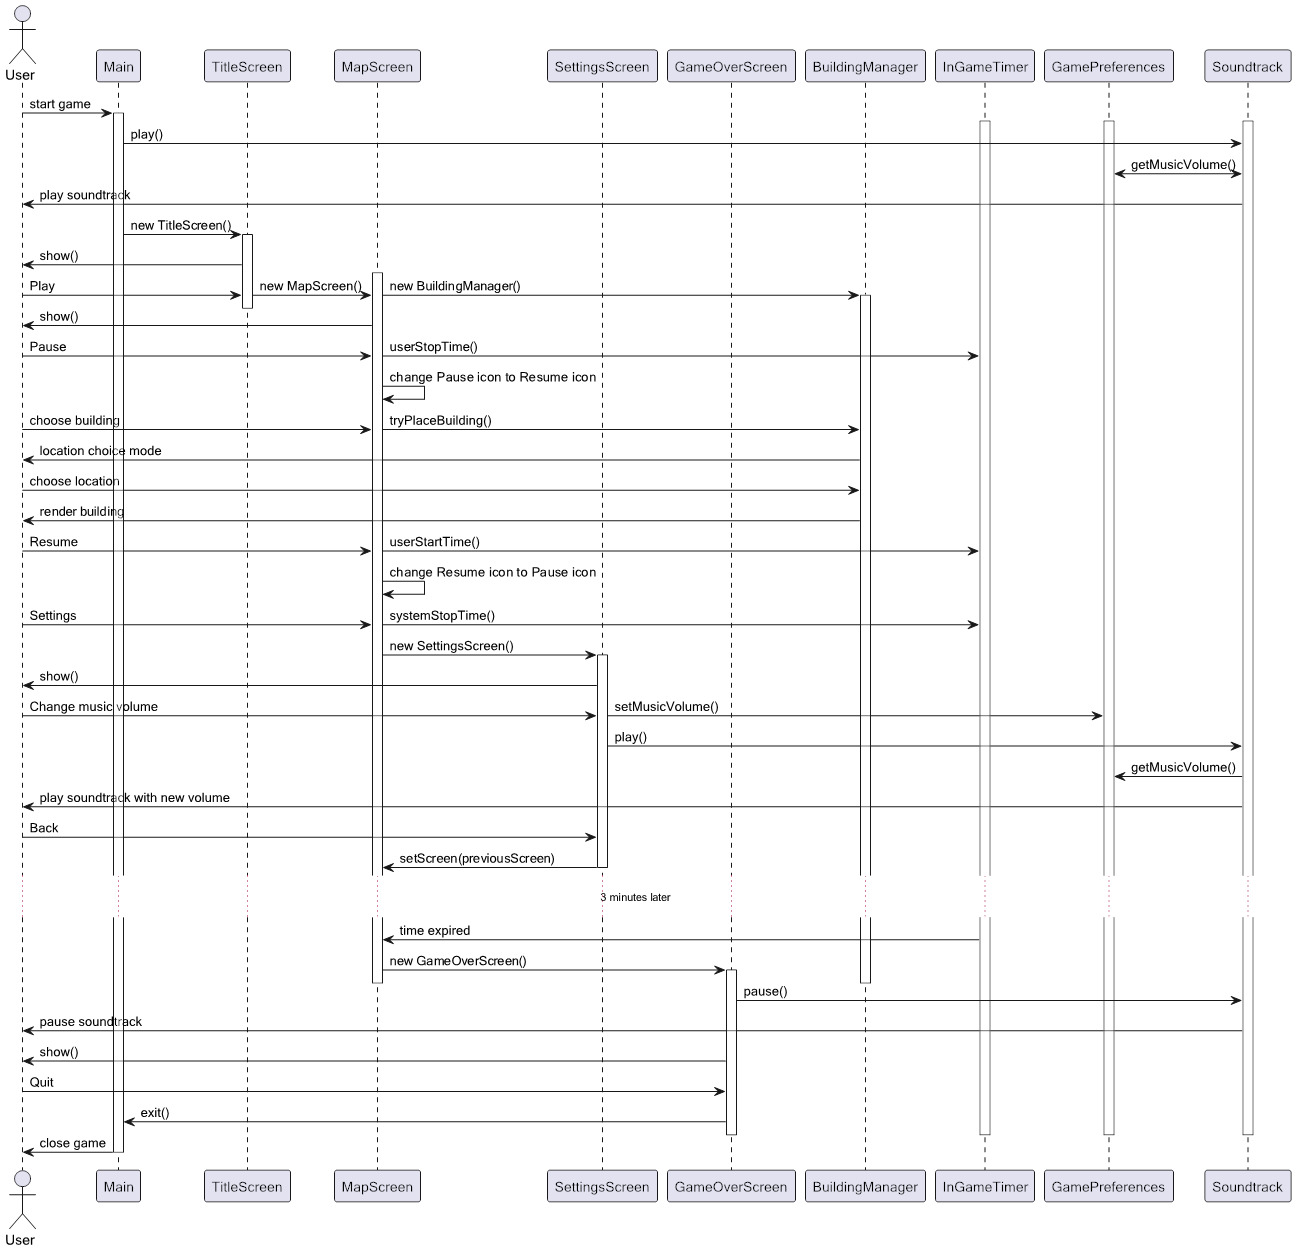 User
Main
TitleScreen
MapScreen
SettingsScreen
GameOverScreen
BuildingManager
InGameTimer
GamePreferences
Soundtrack
start game
play()
getMusicVolume()
play soundtrack
new TitleScreen()
show()
Play
new MapScreen()
new BuildingManager()
show()
Pause
userStopTime()
change Pause icon to Resume icon
choose building
tryPlaceBuilding()
location choice mode
choose location
render building
Resume
userStartTime()
change Resume icon to Pause icon
Settings
systemStopTime()
new SettingsScreen()
show()
Change music volume
setMusicVolume()
play()
getMusicVolume()
play soundtrack with new volume
Back
setScreen(previousScreen)
3 minutes later
time expired
new GameOverScreen()
pause()
pause soundtrack
show()
Quit
exit()
close game
User
Main
TitleScreen
MapScreen
SettingsScreen
GameOverScreen
BuildingManager
InGameTimer
GamePreferences
Soundtrack